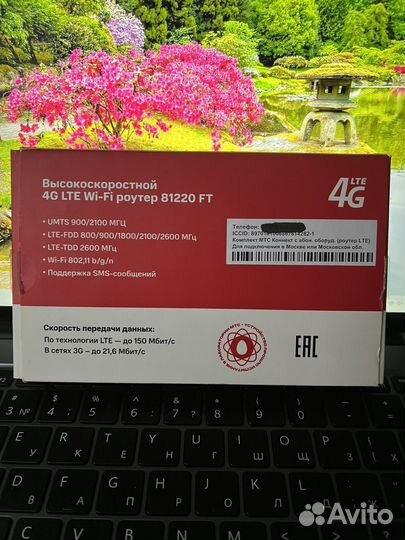 Высокоскоростной
4G LTE Wi-Fi роутер 81220 FT
• UMTS 900/2100 МГц
• LTE-FDD 800/900/1800/2100/2600 МГц
• LTE-TDD 2600 МГц
• Wi-Fi 802,11 b/g/n
• Поддержка SMS-сообщений
4G LTE
Телефон:
ICCID:
Комплект МТС Коннект с абон. оборуд. (роутер LTE)
Для подключения в Москве или Московской обл.
Скорость передачи данных:
По технологии LTE — до 150 Мбит/с
В сетях 3G — до 21,6 Мбит/с
EAC
Avito